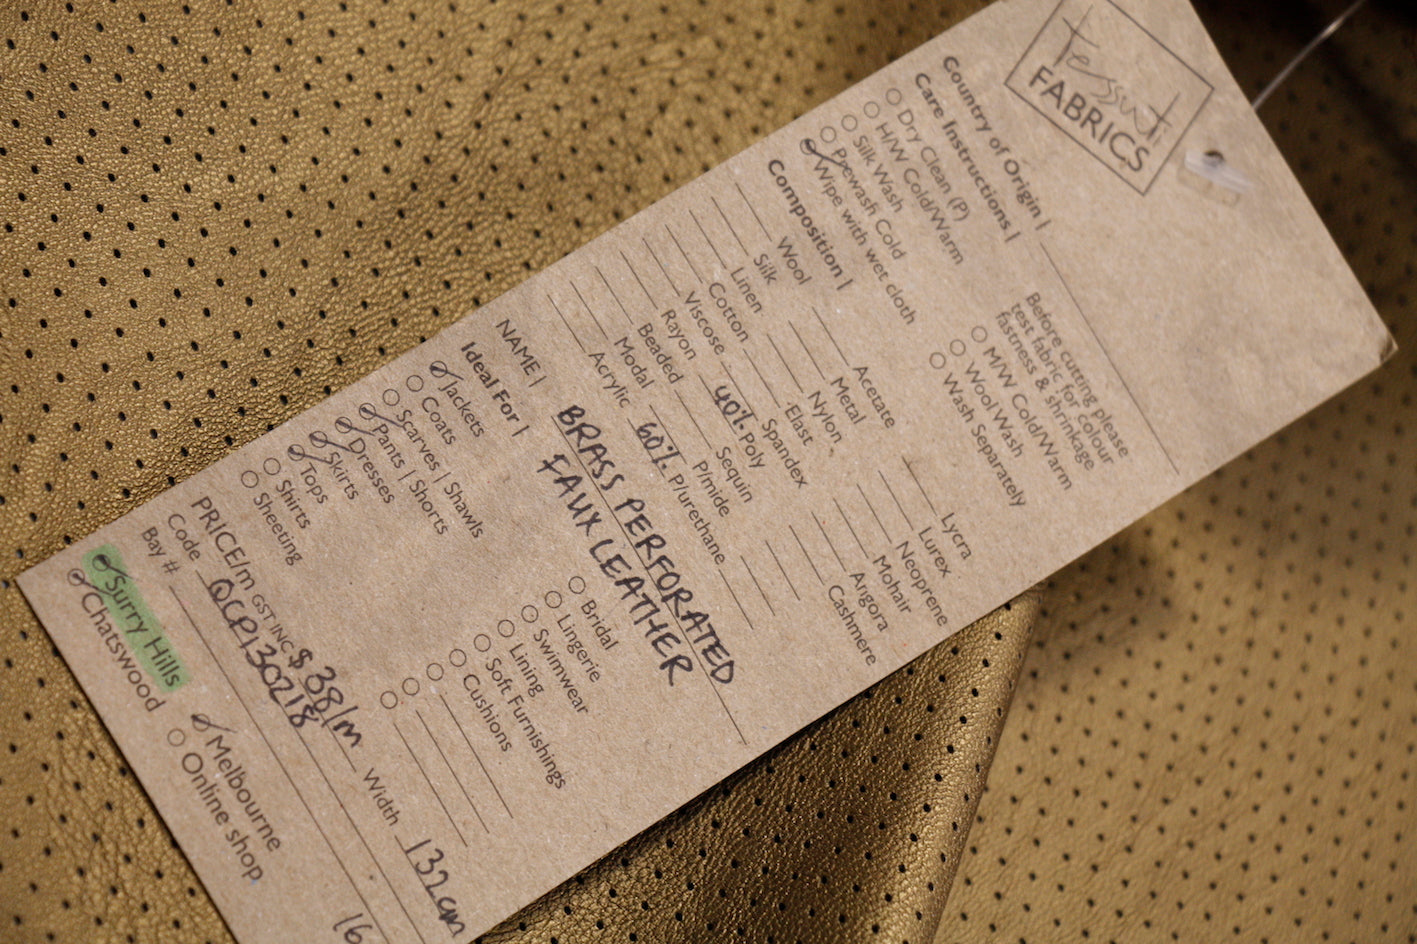 tessuti
FABRICS
Country of Origin |
Care Instructions |
Dry Clean (P)
H/W Cold/Warm
Silk Wash
Prewash Cold
Wipe with wet cloth
Before cutting please
test fabric for colour
fastness & shrinkage
M/W Cold/Warm
Wool Wash
Wash Separately
Composition |
Wool
Silk
Linen
Cotton
Viscose
Rayon
Beaded
Modal
Acrylic
Acetate
Metal
Nylon
Elast
Spandex
40% Poly
Sequin
P/mide
60% P/urethane
Lycra
Lurex
Neoprene
Mohair
Angora
Cashmere
NAME | BRASS PERFORATED
FAUX LEATHER
Ideal For |
Jackets
Coats
Scarves | Shawls
Pants | Shorts
Dresses
Skirts
Tops
Shirts
Sheeting
Bridal
Lingerie
Swimwear
Lining
Soft Furnishings
Cushions
PRICE/m GST INC $38/m Width 132cm
Code QCP130218
Bay # 16
Surry Hills
Chatswood
Melbourne
Online shop